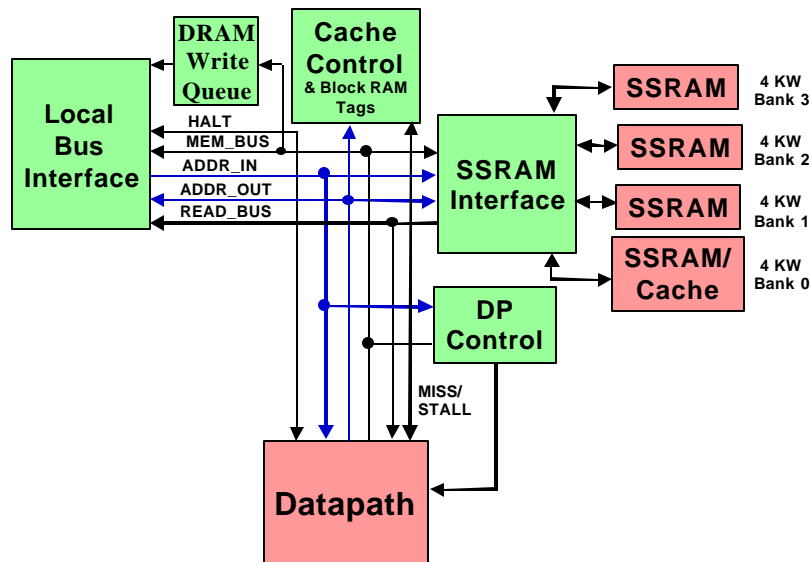 DRAM
Write
Queue
Cache
Control
& Block RAM
Tags
Local
Bus
Interface
HALT
MEM_BUS
ADDR_IN
ADDR_OUT
READ_BUS
SSRAM
Interface
SSRAM
4 KW
Bank 3
SSRAM
4 KW
Bank 2
SSRAM
4 KW
Bank 1
SSRAM/
Cache
4 KW
Bank 0
DP
Control
MISS/
STALL
Datapath